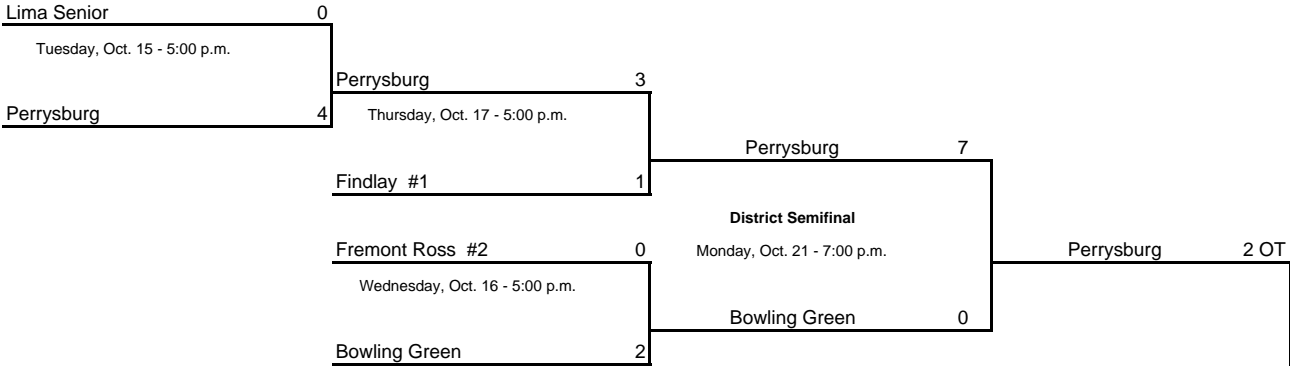 Lima Senior 0
Tuesday, Oct. 15 - 5:00 p.m.
Perrysburg 3
Perrysburg 4
Thursday, Oct. 17 - 5:00 p.m.
Perrysburg 7
Findlay #1 1
District Semifinal
Fremont Ross #2 0
Monday, Oct. 21 - 7:00 p.m.
Perrysburg 2 OT
Wednesday, Oct. 16 - 5:00 p.m.
Bowling Green 0
Bowling Green 2